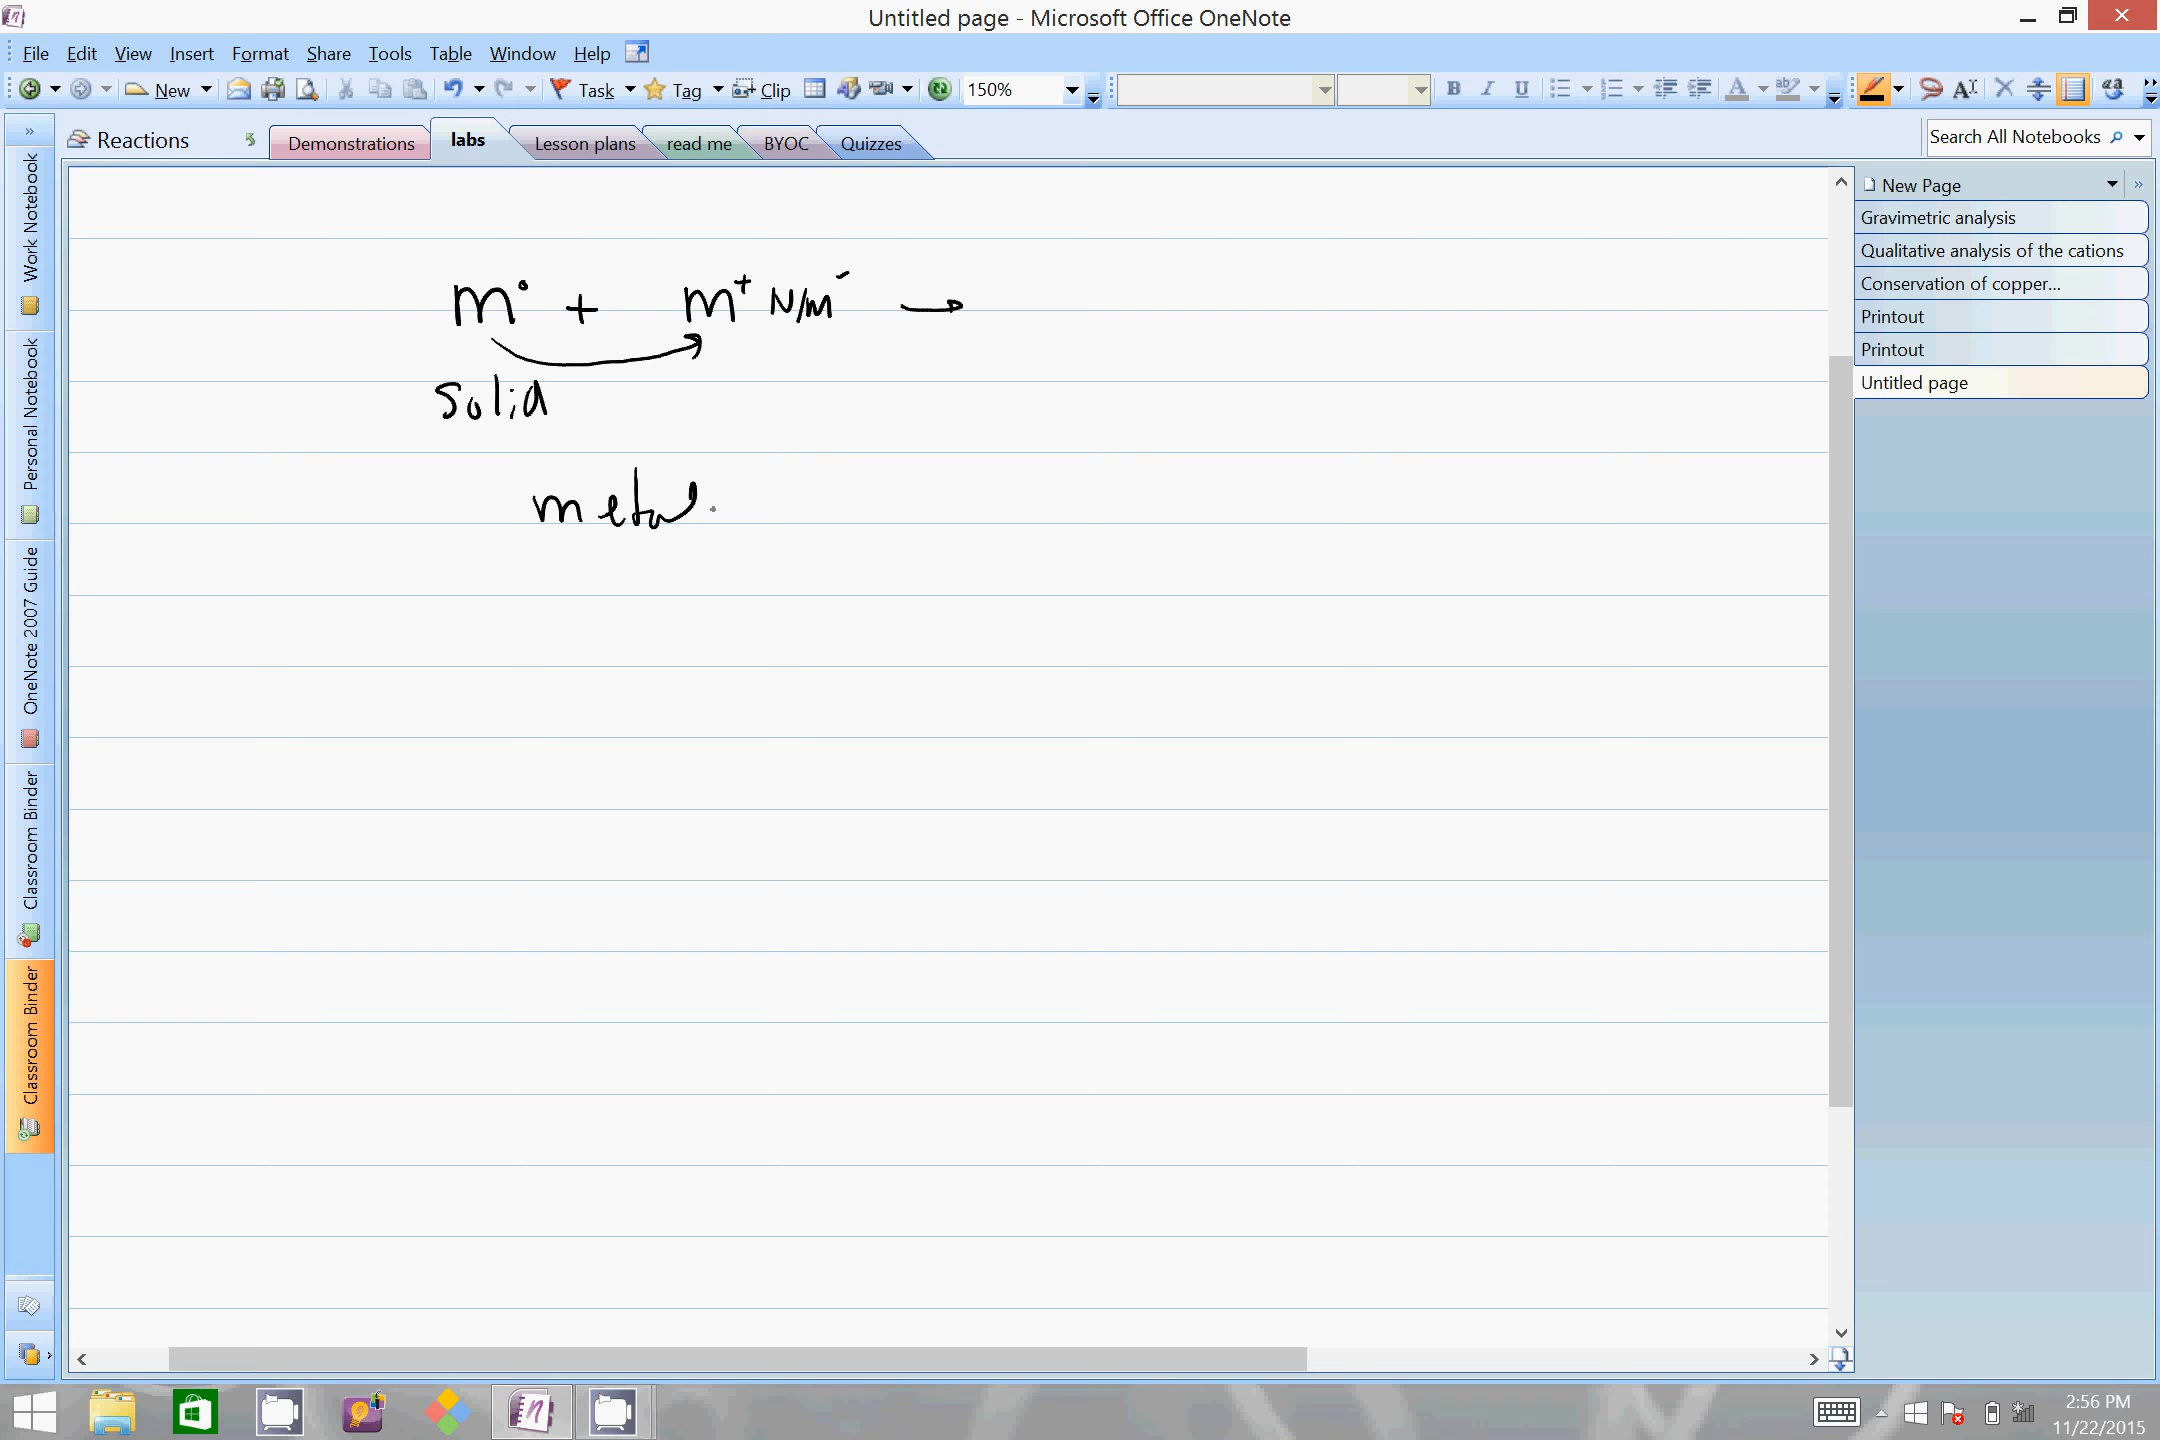 Untitled page - Microsoft Office OneNote
File Edit View Insert Format Share Tools Table Window Help
New Task Tag Clip 150% B I U
Reactions Demonstrations labs Lesson plans read me BYOC Quizzes Search All Notebooks
New Page
Gravimetric analysis
Qualitative analysis of the cations
Conservation of copper...
Printout
Printout
Untitled page
Work Notebook
Personal Notebook
OneNote 2007 Guide
Classroom Binder
Classroom Binder
m° + m⁺ N/m⁻ →
Solid
metal
2:56 PM
11/22/2015